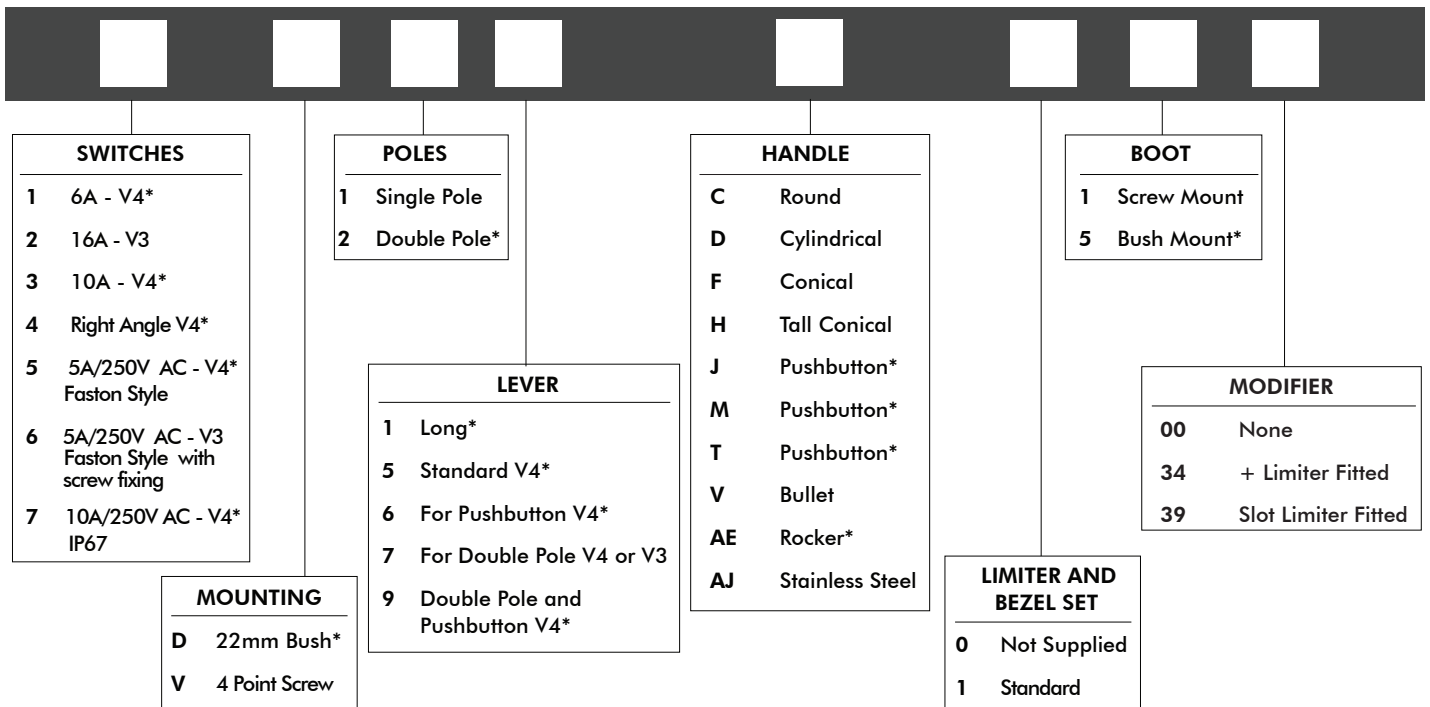 SWITCHES
1 6A - V4*
2 16A - V3
3 10A - V4*
4 Right Angle V4*
5 5A/250V AC - V4*
Faston Style
6 5A/250V AC - V3
Faston Style with
screw fixing
7 10A/250V AC - V4*
IP67
MOUNTING
D 22mm Bush*
V 4 Point Screw
POLES
1 Single Pole
2 Double Pole*
LEVER
1 Long*
5 Standard V4*
6 For Pushbutton V4*
7 For Double Pole V4 or V3
9 Double Pole and
Pushbutton V4*
HANDLE
C Round
D Cylindrical
F Conical
H Tall Conical
J Pushbutton*
M Pushbutton*
T Pushbutton*
V Bullet
AE Rocker*
AJ Stainless Steel
LIMITER AND
BEZEL SET
0 Not Supplied
1 Standard
BOOT
1 Screw Mount
5 Bush Mount*
MODIFIER
00 None
34 + Limiter Fitted
39 Slot Limiter Fitted